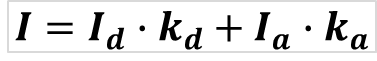 I = I_d · k_d + I_a · k_a